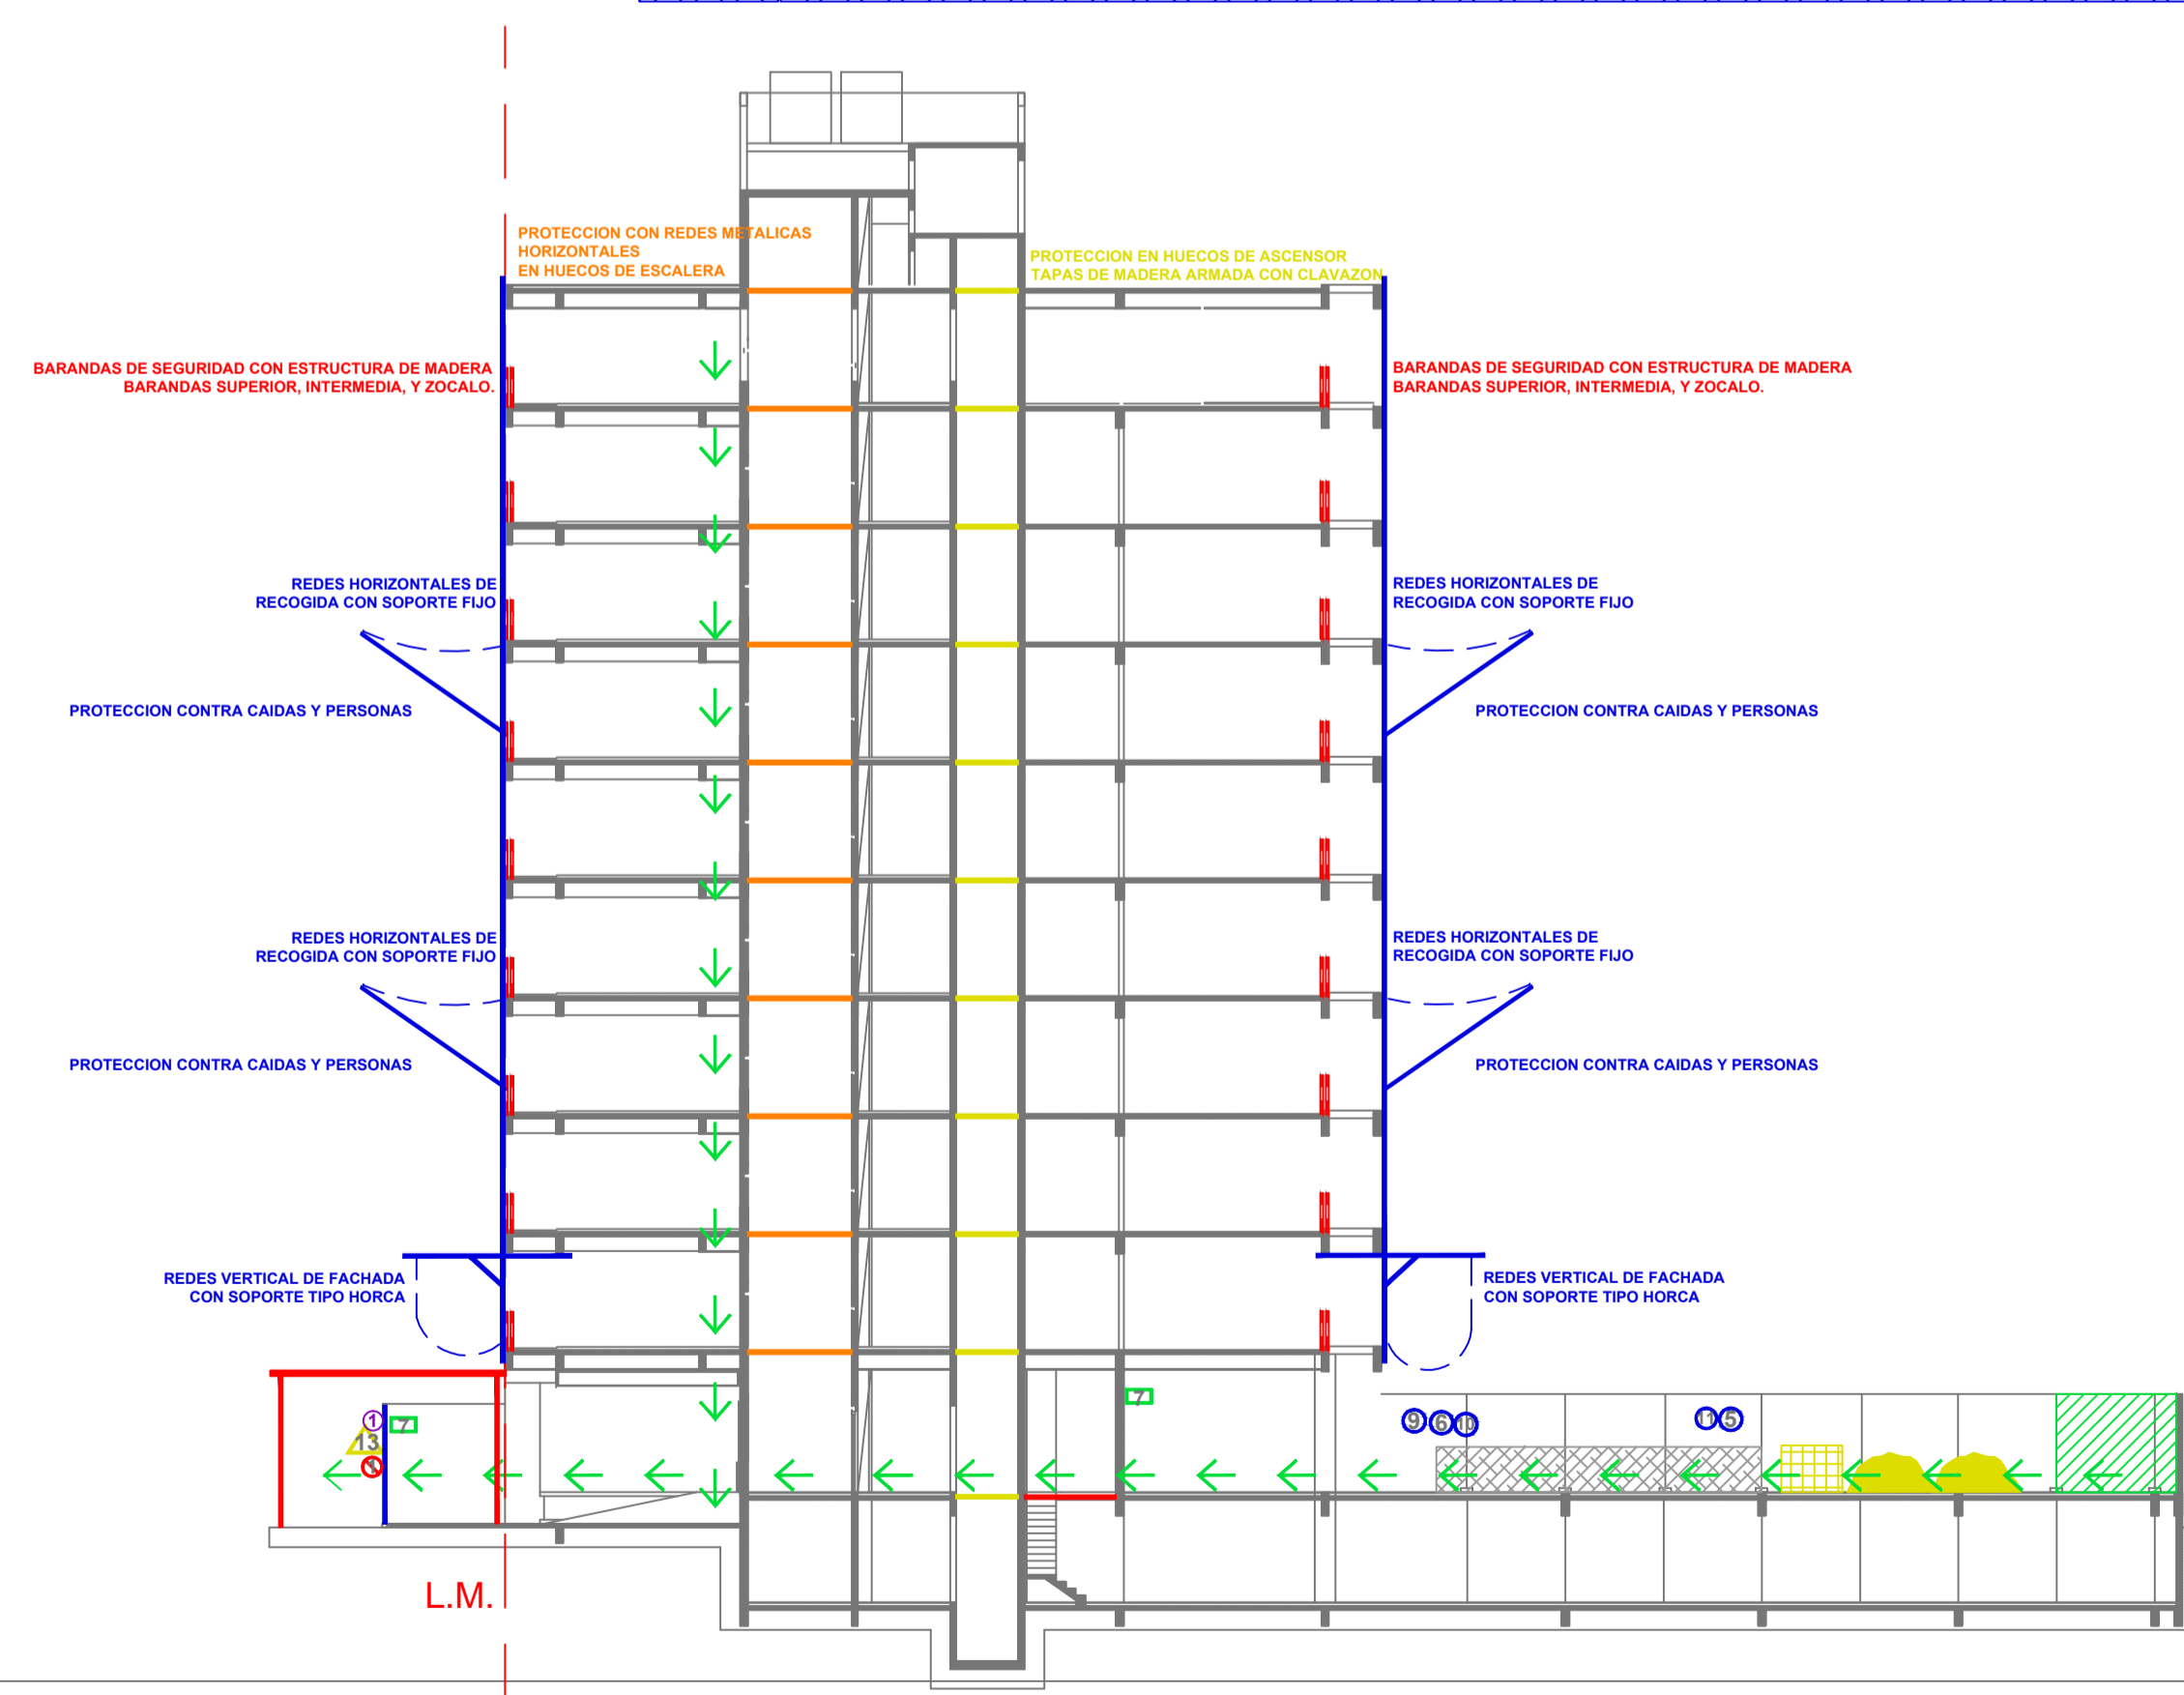 PROTECCION CON REDES METALICAS
HORIZONTALES
EN HUECOS DE ESCALERA
PROTECCION EN HUECOS DE ASCENSOR
TAPAS DE MADERA ARMADA CON CLAVAZON
BARANDAS DE SEGURIDAD CON ESTRUCTURA DE MADERA
BARANDAS SUPERIOR, INTERMEDIA, Y ZOCALO.
BARANDAS DE SEGURIDAD CON ESTRUCTURA DE MADERA
BARANDAS SUPERIOR, INTERMEDIA, Y ZOCALO.
REDES HORIZONTALES DE
RECOGIDA CON SOPORTE FIJO
REDES HORIZONTALES DE
RECOGIDA CON SOPORTE FIJO
PROTECCION CONTRA CAIDAS Y PERSONAS
PROTECCION CONTRA CAIDAS Y PERSONAS
REDES HORIZONTALES DE
RECOGIDA CON SOPORTE FIJO
REDES HORIZONTALES DE
RECOGIDA CON SOPORTE FIJO
PROTECCION CONTRA CAIDAS Y PERSONAS
PROTECCION CONTRA CAIDAS Y PERSONAS
REDES VERTICAL DE FACHADA
CON SOPORTE TIPO HORCA
REDES VERTICAL DE FACHADA
CON SOPORTE TIPO HORCA
7
1
7
9
6
10
11
5
13
1
L.M.